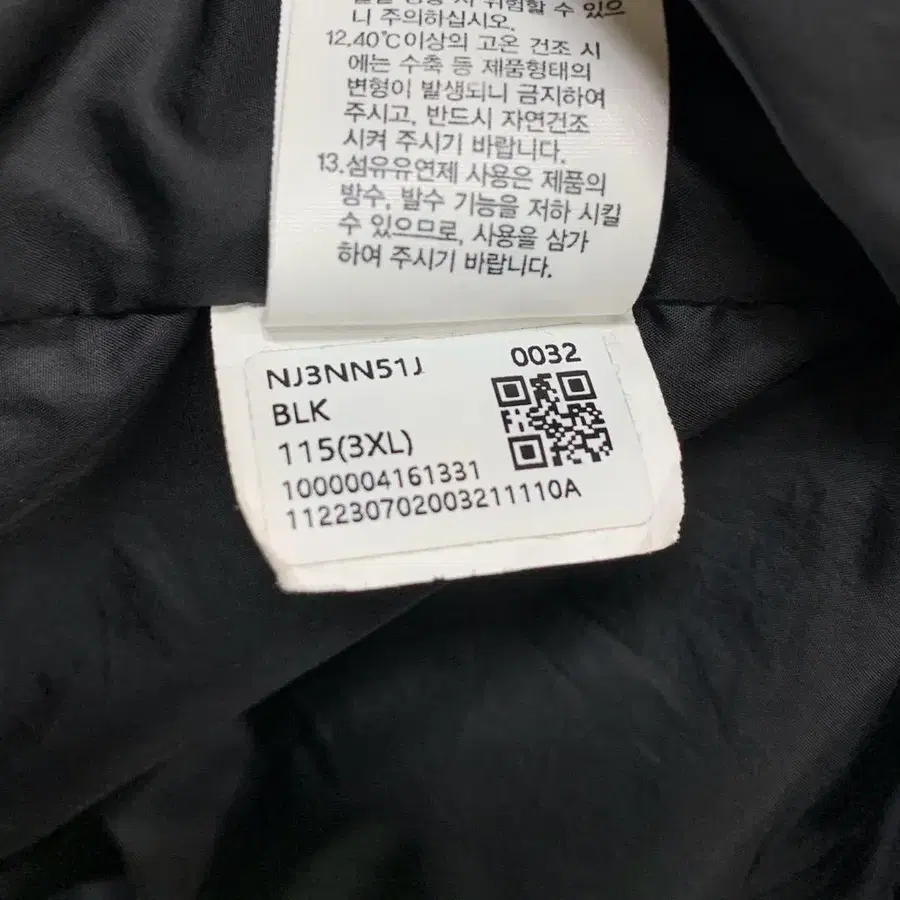 수 있으
니 주의하십시오.
12.40℃이상의 고온 건조 시
에는 수축 등 제품형태의
변형이 발생되니 금지하여
주시고, 반드시 자연건조
시켜 주시기 바랍니다.
13.섬유유연제 사용은 제품의
방수, 발수 기능을 저하 시킬
수 있으므로, 사용을 삼가
하여 주시기 바랍니다.
NJ3NN51J 0032
BLK
115(3XL)
1000004161331
112230702003211110A